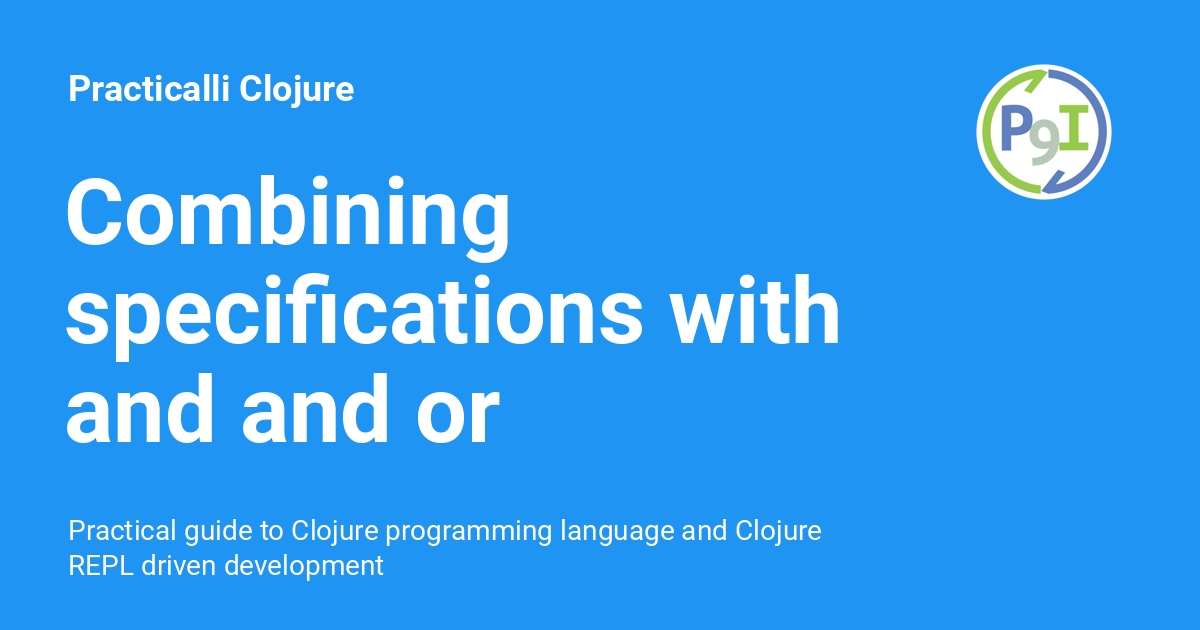 Practicalli Clojure
P9I
Combining
specifications with
and and or
Practical guide to Clojure programming language and Clojure
REPL driven development